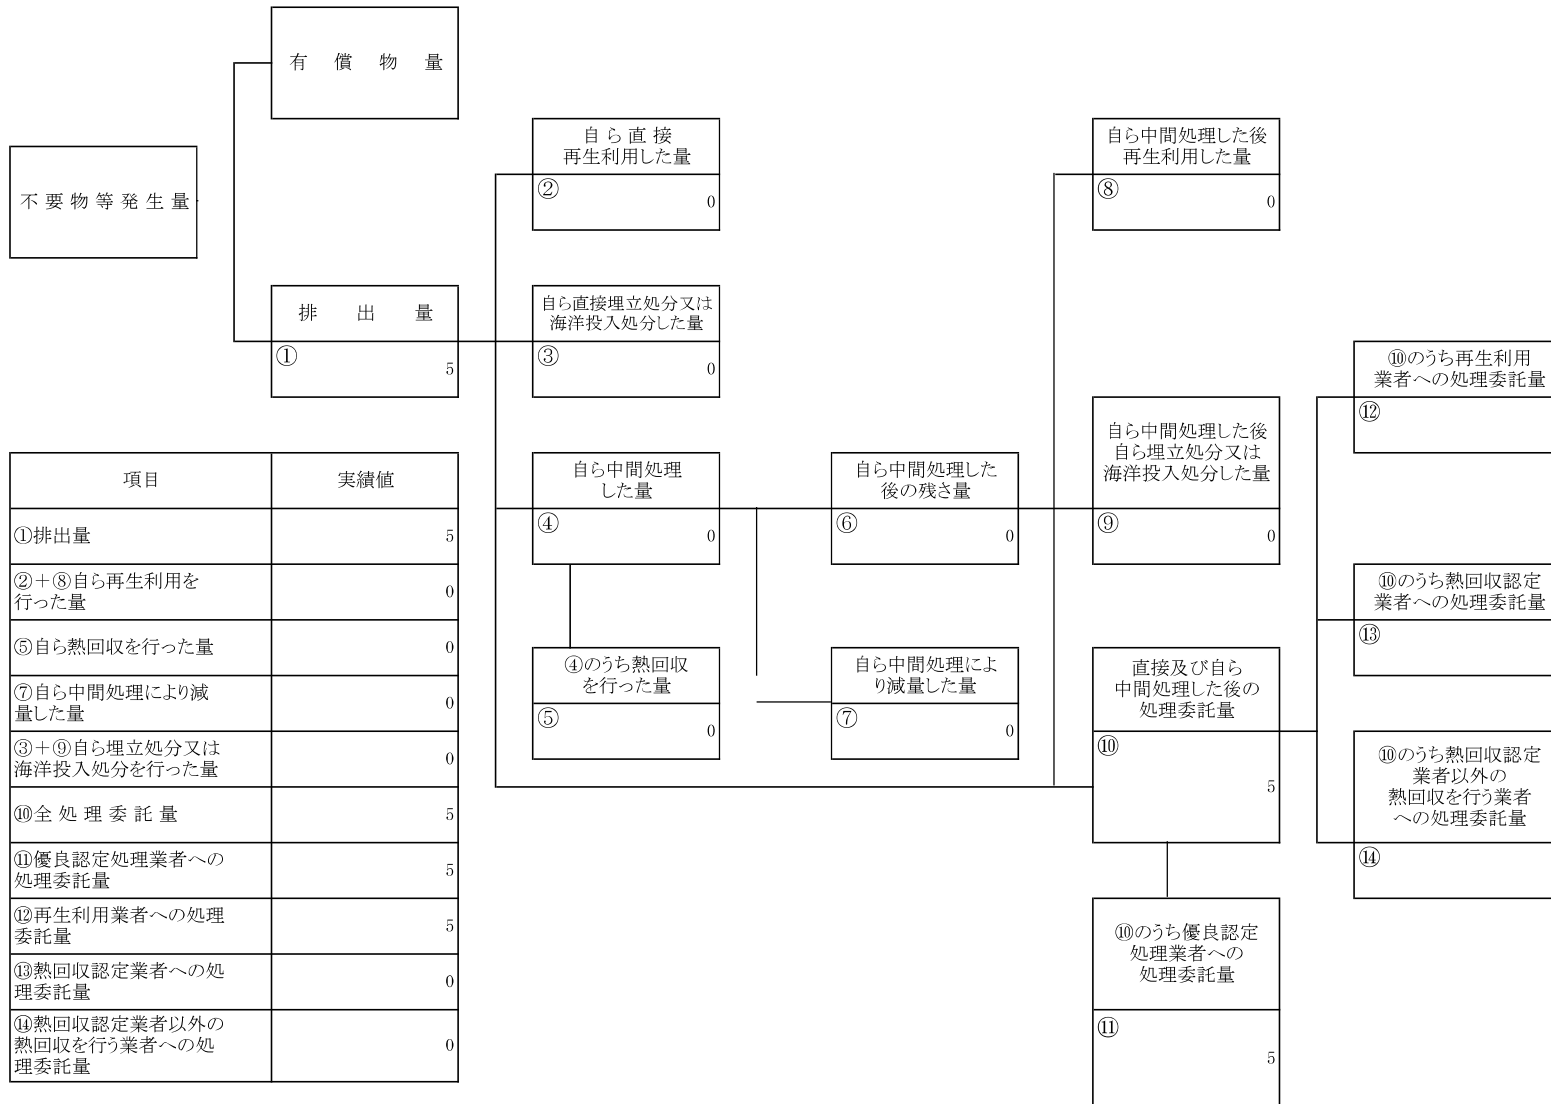 有償物量
不要物等発生量
排出量
①
5
自ら直接
再生利用した量
②
0
自ら直接埋立処分又は
海洋投入処分した量
③
0
自ら中間処理
した量
④
0
④のうち熱回収
を行った量
⑤
0
自ら中間処理した
後の残さ量
⑥
0
自ら中間処理によ
り減量した量
⑦
0
自ら中間処理した後
再生利用した量
⑧
0
自ら中間処理した後
自ら埋立処分又は
海洋投入処分した量
⑨
0
直接及び自ら
中間処理した後の
処理委託量
⑩
5
⑩のうち優良認定
処理業者への
処理委託量
⑪
5
⑩のうち再生利用
業者への処理委託量
⑫
⑩のうち熱回収認定
業者への処理委託量
⑬
⑩のうち熱回収認定
業者以外の
熱回収を行う業者
への処理委託量
⑭
項目 実績値
①排出量 5
②+⑧自ら再生利用を
行った量 0
⑤自ら熱回収を行った量 0
⑦自ら中間処理により減
量した量 0
③+⑨自ら埋立処分又は
海洋投入処分を行った量 0
⑩全処理委託量 5
⑪優良認定処理業者への
処理委託量 5
⑫再生利用業者への処理
委託量 5
⑬熱回収認定業者への処
理委託量 0
⑭熱回収認定業者以外の
熱回収を行う業者への処
理委託量 0